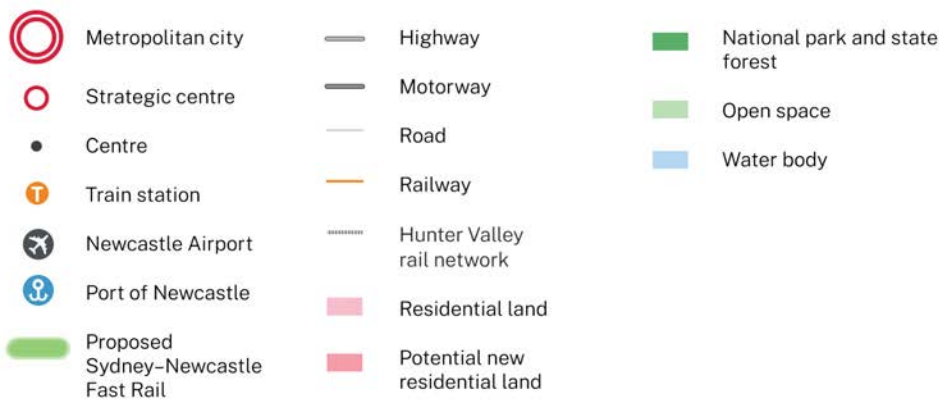 Metropolitan city
Strategic centre
Centre
T
Train station
Newcastle Airport
Port of Newcastle
Proposed
Sydney–Newcastle
Fast Rail
Highway
Motorway
Road
Railway
Hunter Valley
rail network
Residential land
Potential new
residential land
National park and state
forest
Open space
Water body